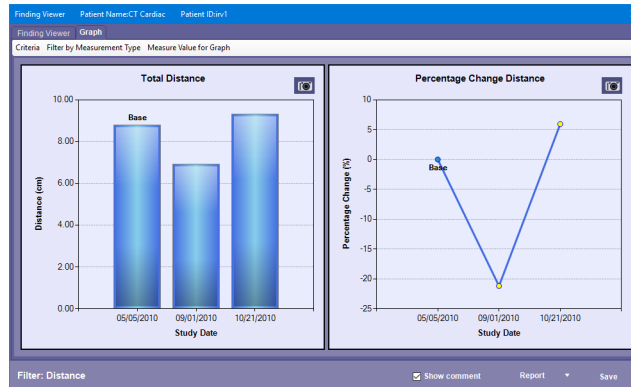 Finding Viewer Patient Name:CT Cardiac Patient ID:irv1
Finding Viewer Graph
Criteria Filter by Measurement Type Measure Value for Graph
Total Distance
10.00
8.00
6.00
4.00
2.00
0.00
Distance (cm)
Base
05/05/2010 09/01/2010 10/21/2010
Study Date
Percentage Change Distance
10
5
0
-5
-10
-15
-20
-25
Percentage Change (%)
Base
05/05/2010 09/01/2010 10/21/2010
Study Date
Filter: Distance
Show comment Report Save